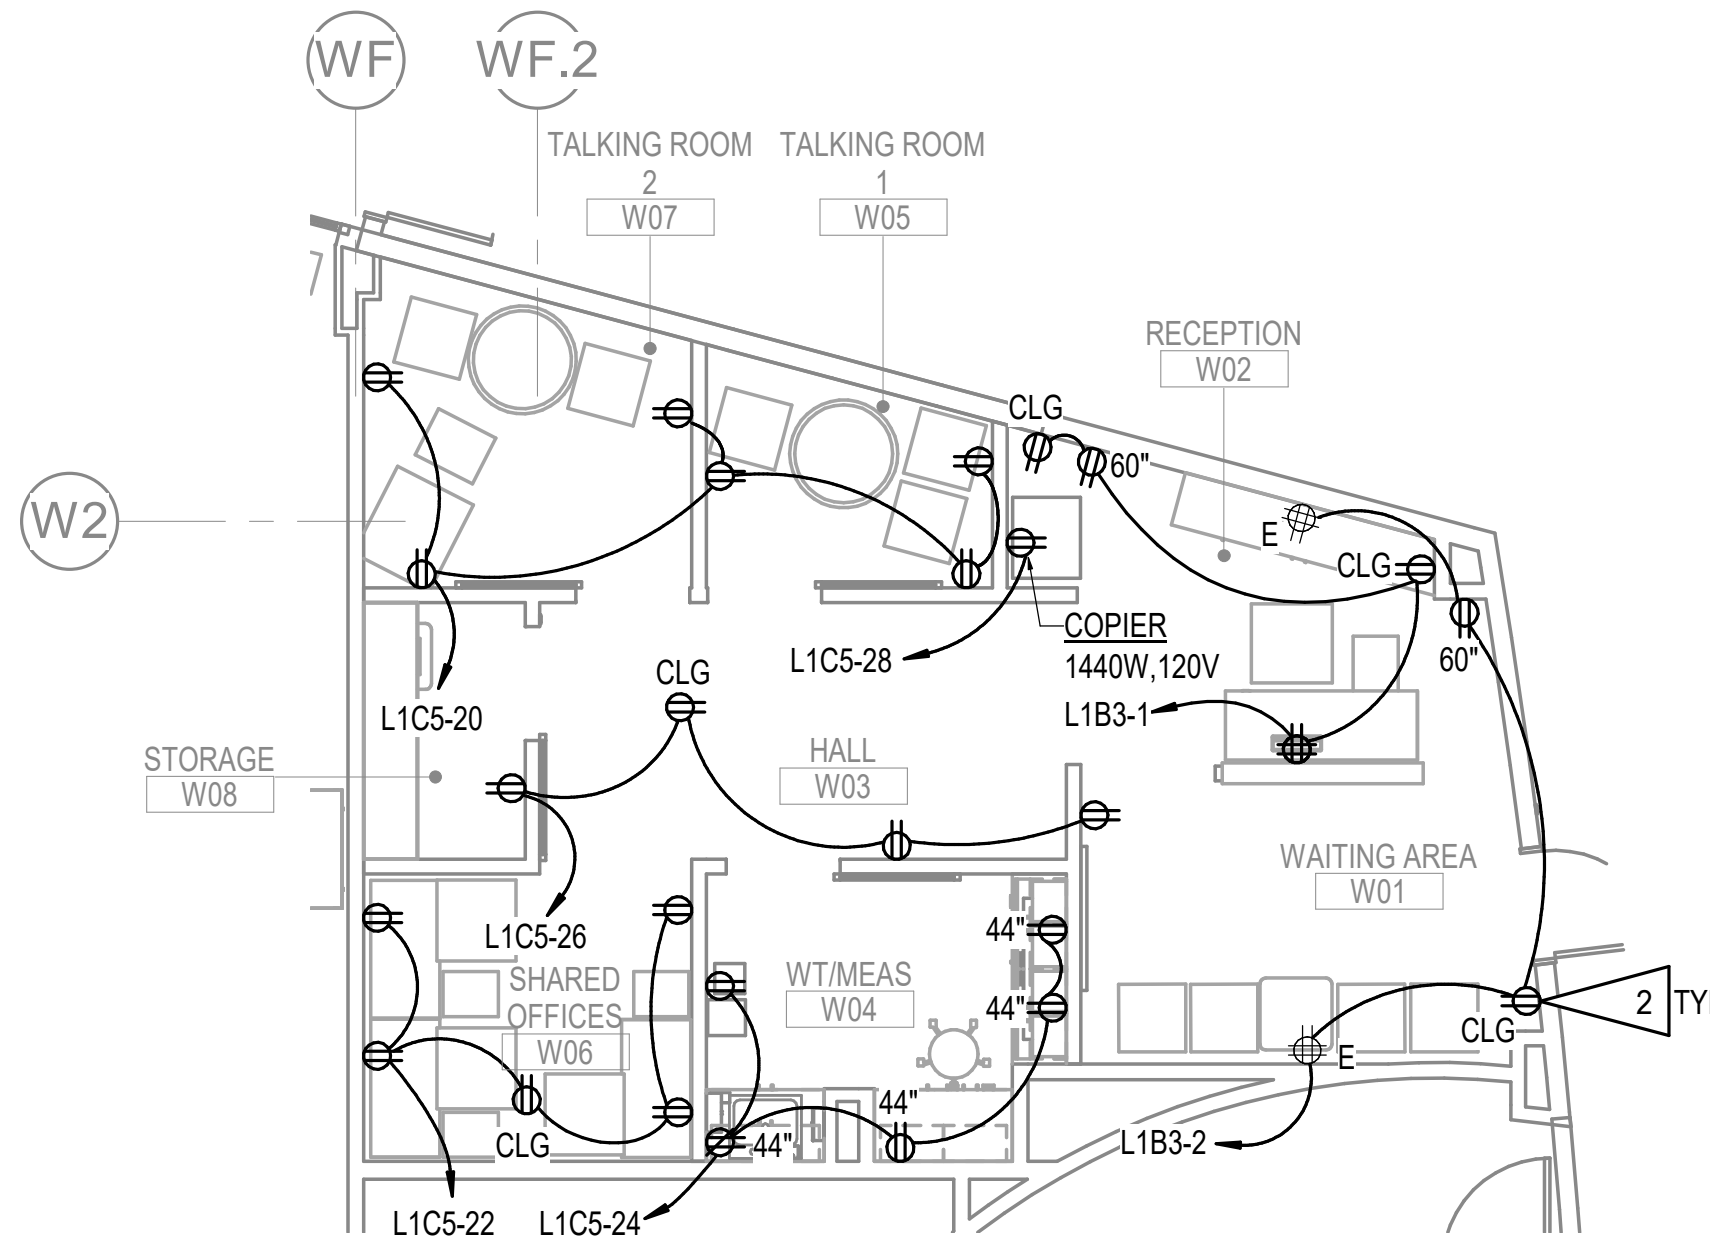 WF
WF.2
TALKING ROOM
2
W07
TALKING ROOM
1
W05
RECEPTION
W02
CLG
60"
W2
E
CLG
COPIER
1440W,120V
L1C5-28
60"
CLG
L1C5-20
L1B3-1
STORAGE
W08
HALL
W03
WAITING AREA
W01
L1C5-26
44"
SHARED
OFFICES
W06
WT/MEAS
W04
44"
2
TY
CLG
E
44"
CLG
44"
L1B3-2
L1C5-22
L1C5-24